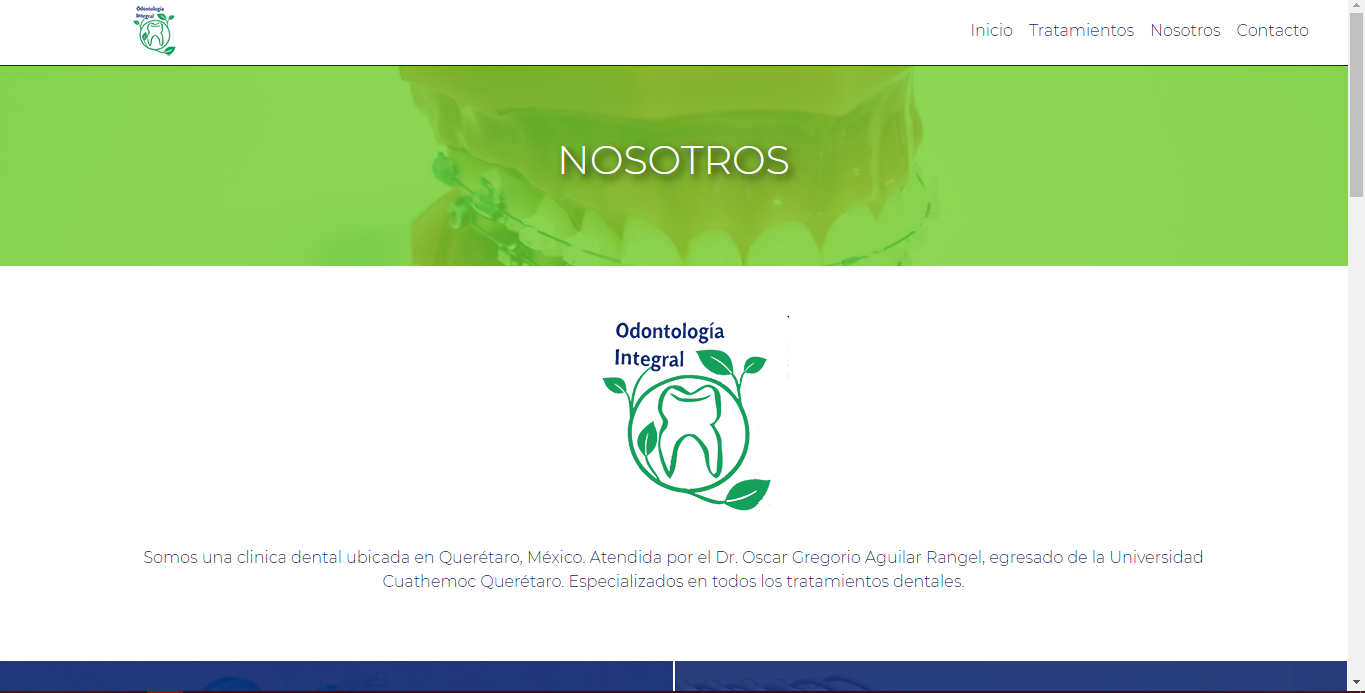 Odontología
Integral
Inicio Tratamientos Nosotros Contacto
NOSOTROS
Odontología
Integral
Somos una clinica dental ubicada en Querétaro, México. Atendida por el Dr. Oscar Gregorio Aguilar Rangel, egresado de la Universidad
Cuathemoc Querétaro. Especializados en todos los tratamientos dentales.